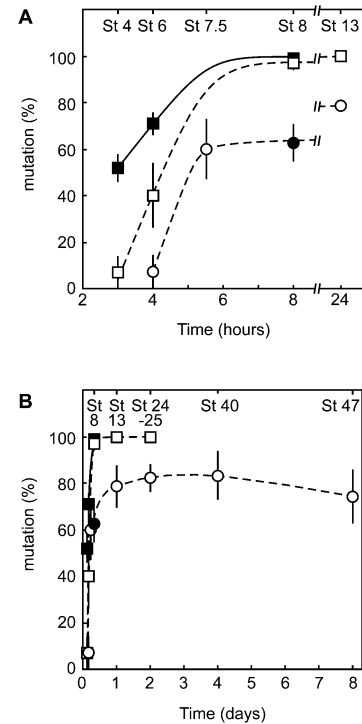 A
St 4 St 6 St 7.5 St 8 St 13
100
80
60
40
20
0
mutation (%)
2 4 6 8 24
Time (hours)
B
St St St 24 St 40 St 47
8 13 -25
100
80
60
40
20
0
mutation (%)
0 1 2 3 4 5 6 7 8
Time (days)